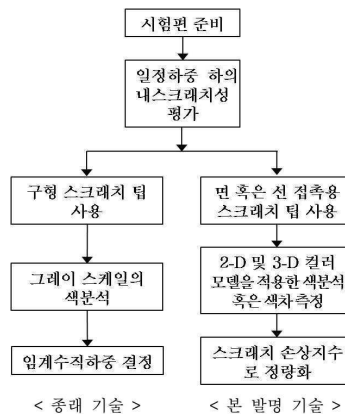 시험편 준비
일정하중 하의
내스크래치성
평가
구형 스크래치 팁
사용
그레이 스케일의
색분석
임계수직하중 결정
< 종래 기술 >
면 혹은 선 접촉용
스크래치 팁 사용
2-D 및 3-D 컬러
모델을 적용한 색분석
혹은 색차 측정
스크래치 손상지수
로 정량화
< 본 발명 기술 >